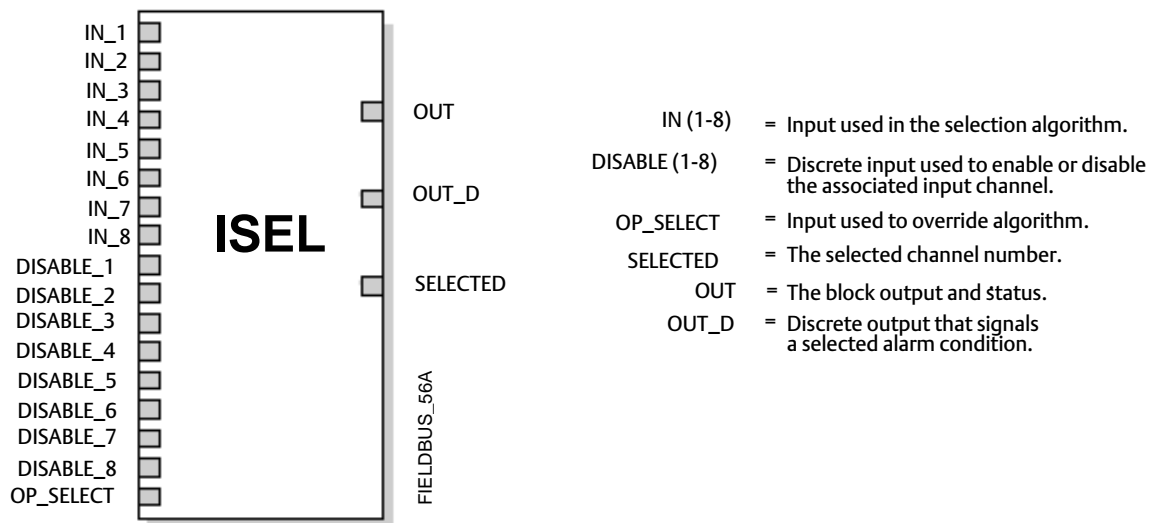 IN_1
IN_2
IN_3
IN_4
IN_5
IN_6
IN_7
IN_8
DISABLE_1
DISABLE_2
DISABLE_3
DISABLE_4
DISABLE_5
DISABLE_6
DISABLE_7
DISABLE_8
OP_SELECT
ISEL
OUT
OUT_D
SELECTED
FIELDBUS_56A
IN (1-8) = Input used in the selection algorithm.
DISABLE (1-8) = Discrete input used to enable or disable
the associated input channel.
OP_SELECT = Input used to override algorithm.
SELECTED = The selected channel number.
OUT = The block output and status.
OUT_D = Discrete output that signals
a selected alarm condition.